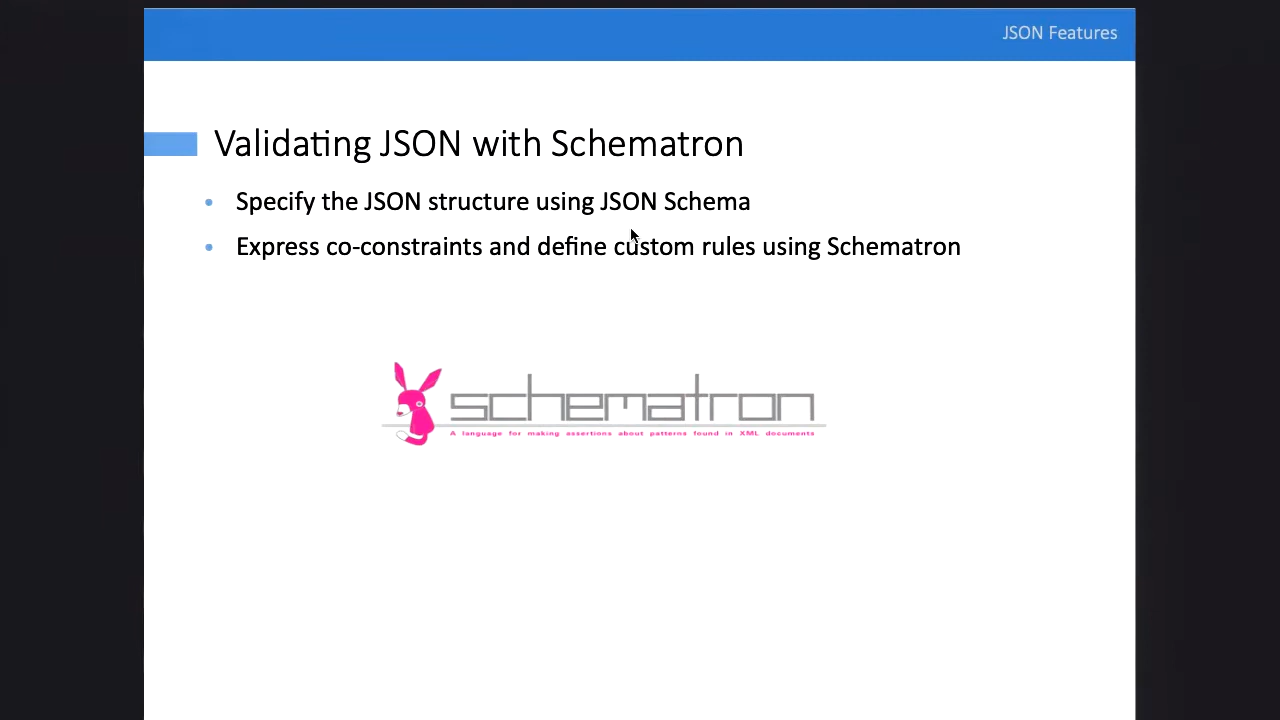 JSON Features
Validating JSON with Schematron
• Specify the JSON structure using JSON Schema
• Express co-constraints and define custom rules using Schematron
schematron
A language for making assertions about patterns found in XML documents